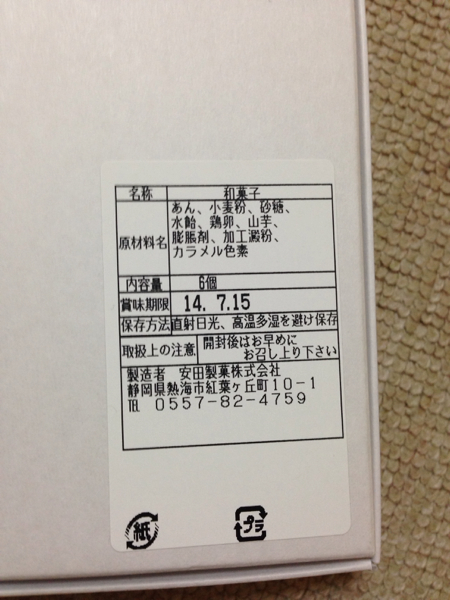 名称 和菓子
原材料名 あん、小麦粉、砂糖、
水飴、鶏卵、山芋、
膨脹剤、加工澱粉、
カラメル色素
内容量 6個
賞味期限 14. 7.15
保存方法 直射日光、高温多湿を避け保存
取扱上の注意 開封後はお早めに
お召し上り下さい
製造者 安田製菓株式会社
静岡県熱海市紅葉ヶ丘町10-1
℡ 0557-82-4759
紙 プラ